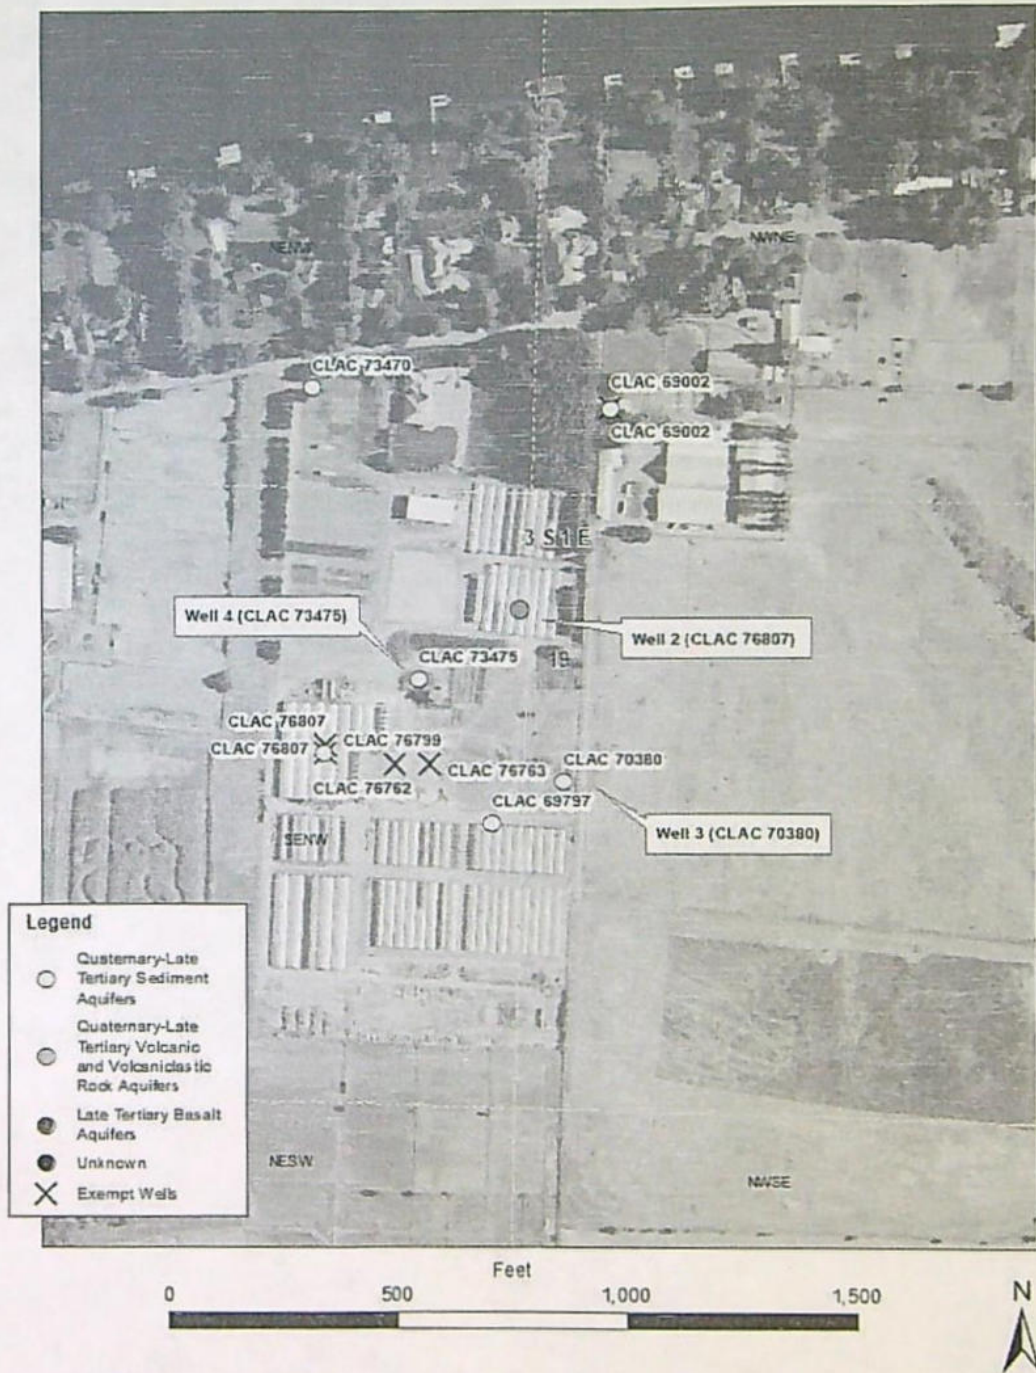 NENW
NWNE
CLAC 73470
CLAC 69002
CLAC 69002
3 S 1 E
Well 4 (CLAC 73475)
Well 2 (CLAC 76807)
CLAC 73475
19
CLAC 76807
CLAC 76799
CLAC 76807
CLAC 70380
CLAC 76763
CLAC 76762
CLAC 69797
Well 3 (CLAC 70380)
SENW
Legend
Quaternary-Late
Tertiary Sediment
Aquifers
Quaternary-Late
Tertiary Volcanic
and Volcaniclastic
Rock Aquifers
Late Tertiary Basalt
Aquifers
Unknown
Exempt Wells
NESW
NWSE
Feet
0 500 1,000 1,500
N